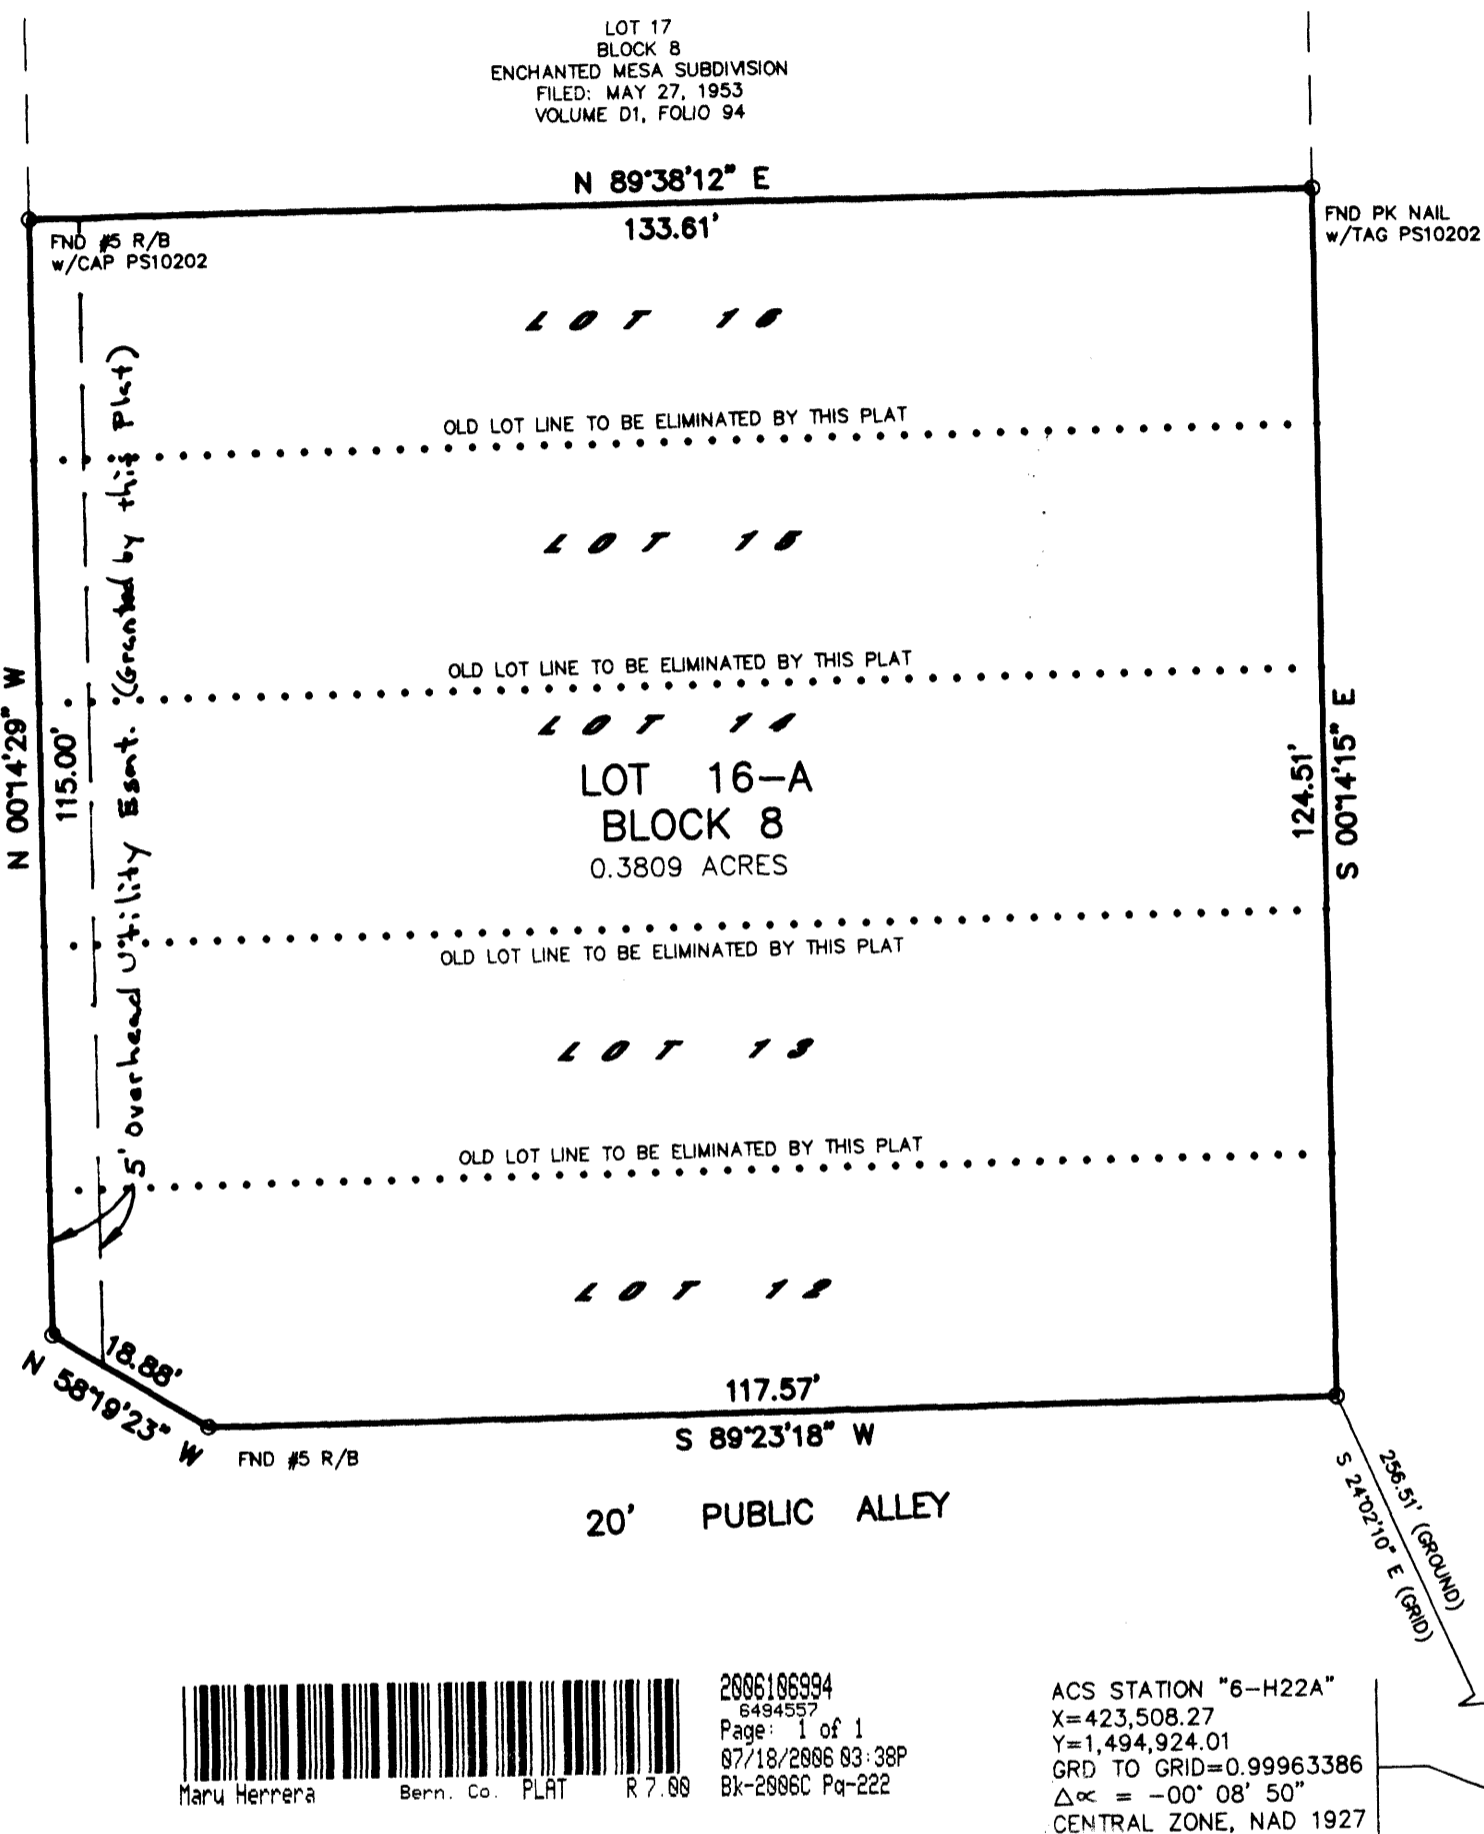 LOT 17
BLOCK 8
ENCHANTED MESA SUBDIVISION
FILED: MAY 27, 1953
VOLUME D1, FOLIO 94
N 89°38'12" E
133.61'
FND #5 R/B
w/CAP PS10202
FND PK NAIL
w/TAG PS10202
LOT 16
OLD LOT LINE TO BE ELIMINATED BY THIS PLAT
LOT 15
OLD LOT LINE TO BE ELIMINATED BY THIS PLAT
LOT 14
LOT 16-A
BLOCK 8
0.3809 ACRES
N 00°14'29" W
115.00'
5' overhead Utility Esmt. (Granted by this Plat)
124.51'
S 00°14'15" E
OLD LOT LINE TO BE ELIMINATED BY THIS PLAT
LOT 13
OLD LOT LINE TO BE ELIMINATED BY THIS PLAT
LOT 12
18.88'
N 58°19'23" W
117.57'
S 89°23'18" W
FND #5 R/B
20' PUBLIC ALLEY
256.51' (GROUND)
S 24°02'10" E (GRID)
2006106994
6494557
Page: 1 of 1
07/18/2006 03:38P
Bk-2006C Pg-222
Maru Herrera Bern. Co. PLAT R 7.00
ACS STATION "6-H22A"
X=423,508.27
Y=1,494,924.01
GRD TO GRID=0.99963386
Δ∝ = -00° 08' 50"
CENTRAL ZONE, NAD 1927